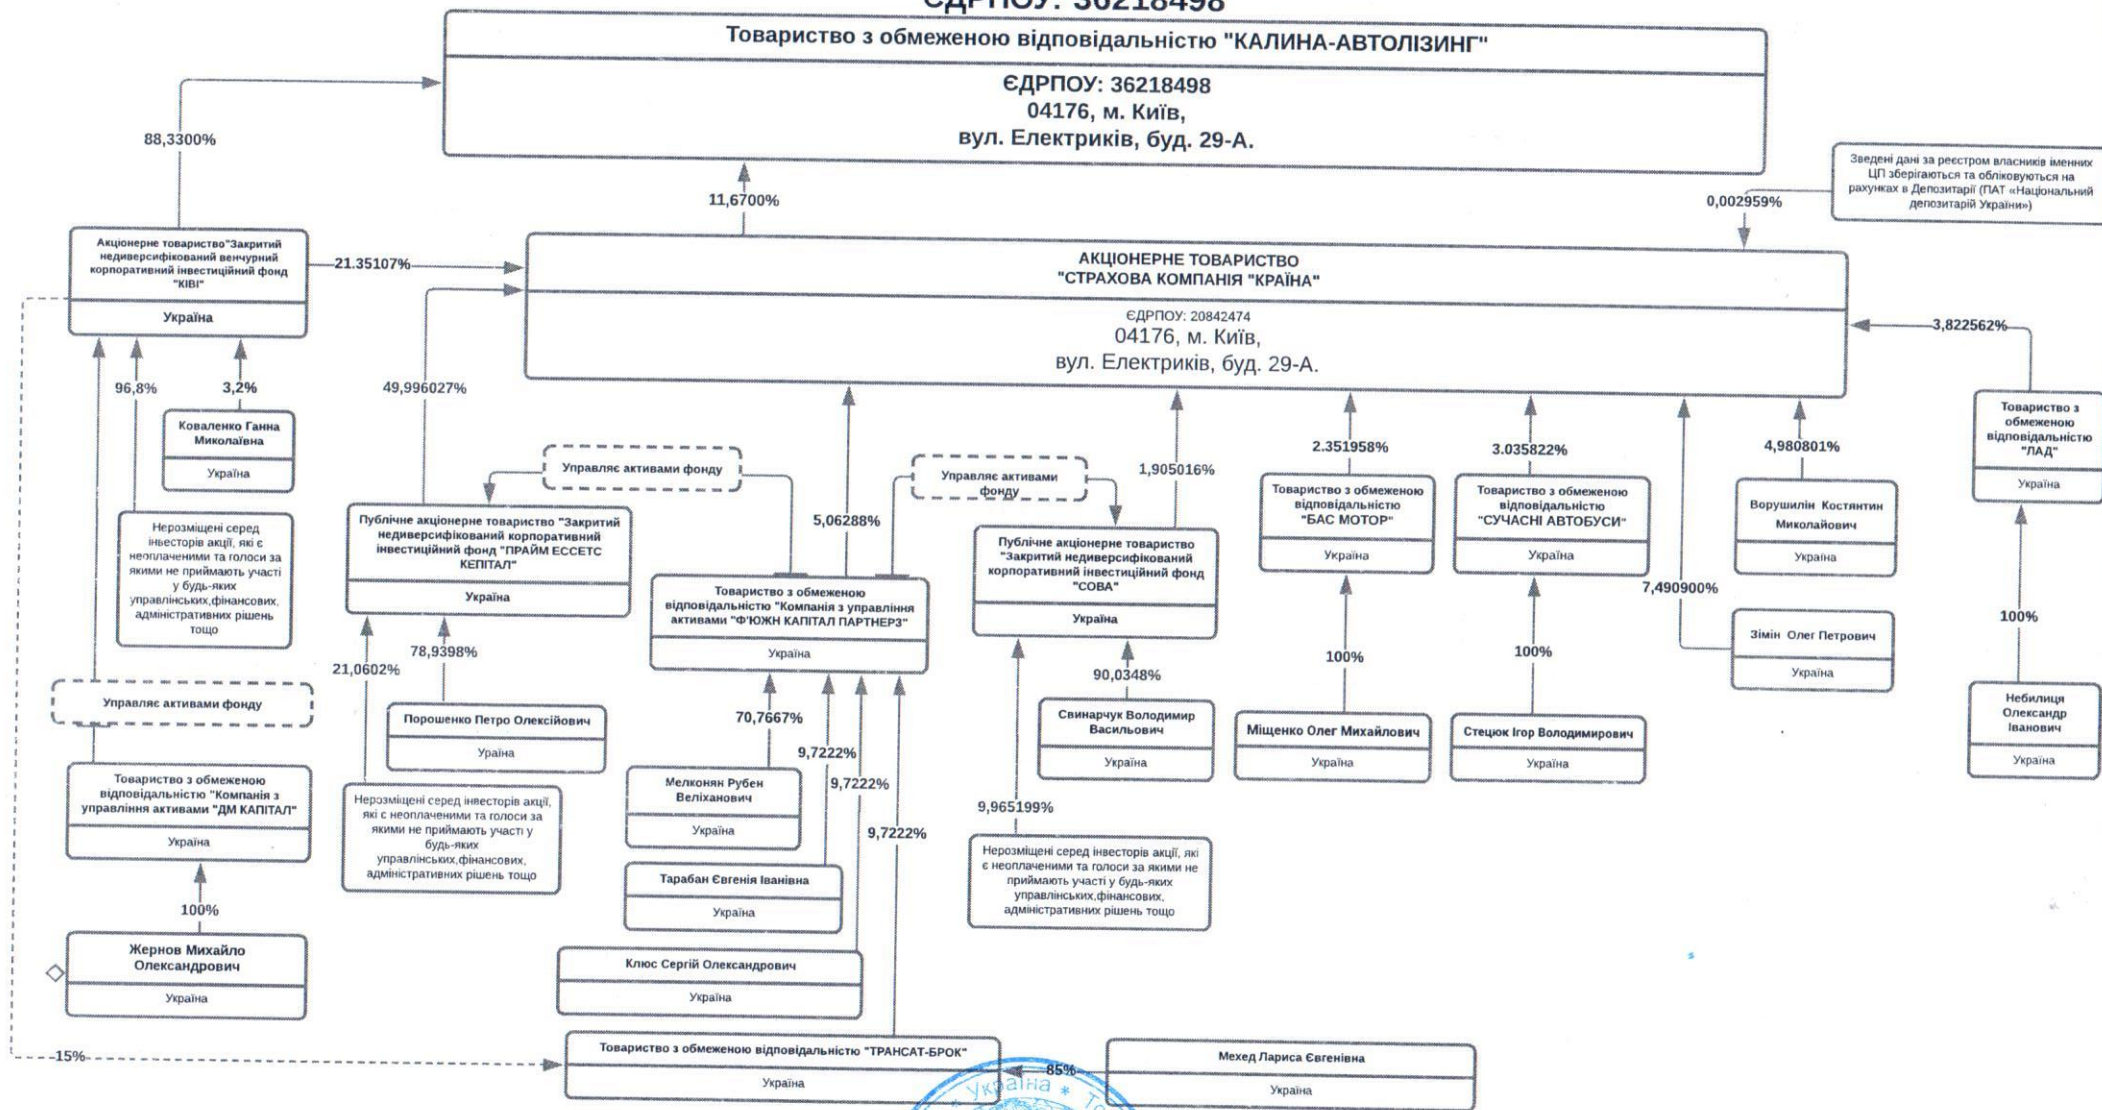 ЄДРПОУ: 36218498
Товариство з обмеженою відповідальністю "КАЛИНА-АВТОЛІЗИНГ"
ЄДРПОУ: 36218498
04176, м. Київ,
вул. Електриків, буд. 29-А.
88,3300%
11,6700%
0,002959%
Зведені дані за реєстром власників іменних
ЦП зберігаються та обліковуються на
рахунках в Депозитарії (ПАТ «Національний
депозитарій України»)
Акціонерне товариство"Закритий
недиверсифікований венчурний
корпоративний інвестиційний фонд
"КІВІ"
Україна
21.35107%
АКЦІОНЕРНЕ ТОВАРИСТВО
"СТРАХОВА КОМПАНІЯ "КРАЇНА"
ЄДРПОУ: 20842474
04176, м. Київ,
вул. Електриків, буд. 29-А.
3,822562%
96,8%
3,2%
49,996027%
Коваленко Ганна
Миколаївна
Україна
Нерозміщені серед
інвесторів акції, які є
неоплаченими та голоси за
якими не приймають участі
у будь-яких
управлінських,фінансових,
адміністративних рішень
тощо
Управляє активами фонду
Управляє активами
фонду
5,06288%
1,905016%
2.351958%
3.035822%
4,980801%
7,490900%
Товариство з
обмеженою
відповідальністю
"ЛАД"
Україна
Публічне акціонерне товариство "Закритий
недиверсифікований корпоративний
інвестиційний фонд "ПРАЙМ ЕССЕТС
КЕПІТАЛ"
Україна
Товариство з обмеженою
відповідальністю "Компанія з управління
активами "Ф'ЮЖН КАПІТАЛ ПАРТНЕРЗ"
Україна
Публічне акціонерне товариство
"Закритий недиверсифікований
корпоративний інвестиційний фонд
"СОВА"
Україна
Товариство з обмеженою
відповідальністю
"БАС МОТОР"
Україна
Товариство з обмеженою
відповідальністю
"СУЧАСНІ АВТОБУСИ"
Україна
Ворушилін Костянтин
Миколайович
Україна
Зімін Олег Петрович
Україна
100%
Небилиця
Олександр
Іванович
Україна
21,0602%
78,9398%
Порошенко Петро Олексійович
Ураїна
Нерозміщені серед інвесторів акції,
які є неоплаченими та голоси за
якими не приймають участі у
будь-яких
управлінських,фінансових,
адміністративних рішень тощо
70,7667%
9,7222%
9,7222%
9,7222%
Мелконян Рубен
Веліханович
Україна
Тарабан Євгенія Іванівна
Україна
Клюс Сергій Олександрович
Україна
9,965199%
90,0348%
Свинарчук Володимир
Васильович
Україна
Нерозміщені серед інвесторів акції, які
є неоплаченими та голоси за якими не
приймають участі у будь-яких
управлінських,фінансових,
адміністративних рішень тощо
100%
Міщенко Олег Михайлович
Україна
100%
Стецюк Ігор Володимирович
Україна
Управляє активами фонду
Товариство з обмеженою
відповідальністю "Компанія з
управління активами "ДМ КАПІТАЛ"
Україна
100%
Жернов Михайло
Олександрович
Україна
15%
Товариство з обмеженою відповідальністю "ТРАНСАТ-БРОК"
Україна
85%
Мехед Лариса Євгенівна
Україна
* Україна *